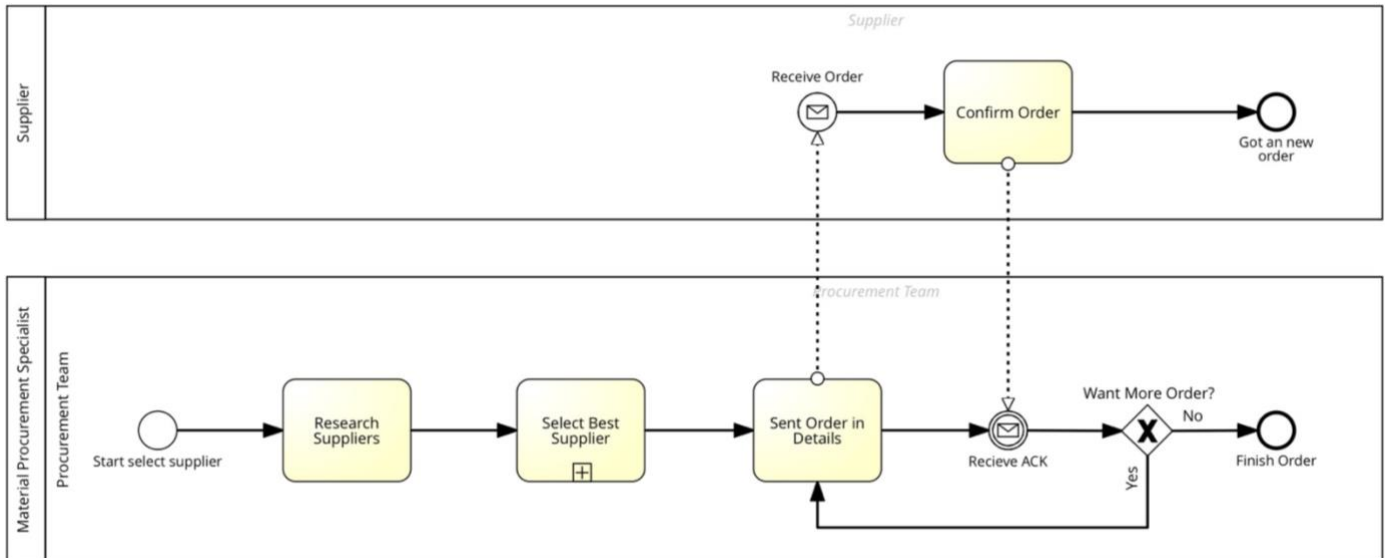 Supplier
Supplier
Receive Order
Confirm Order
Got an new
order
Material Procurement Specialist
Procurement Team
Procurement Team
Start select supplier
Research
Suppliers
Select Best
Supplier
Sent Order in
Details
Recieve ACK
Want More Order?
No
Yes
Finish Order